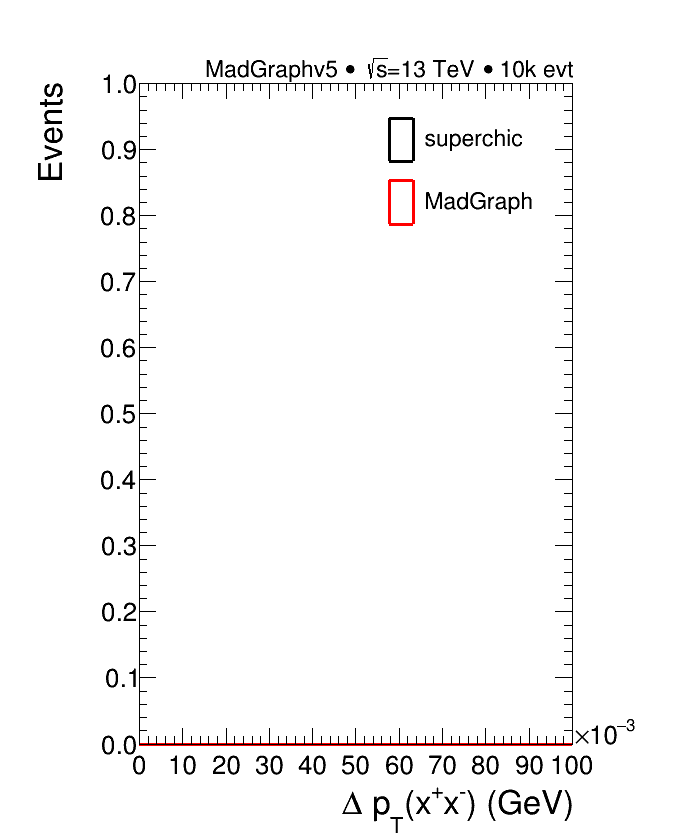 MadGraphv5 • √s=13 TeV • 10k evt
Events
1.0
0.9
0.8
0.7
0.6
0.5
0.4
0.3
0.2
0.1
0.0
superchic
MadGraph
0 10 20 30 40 50 60 70 80 90 100
×10⁻³
Δ p_T(x⁺x⁻) (GeV)